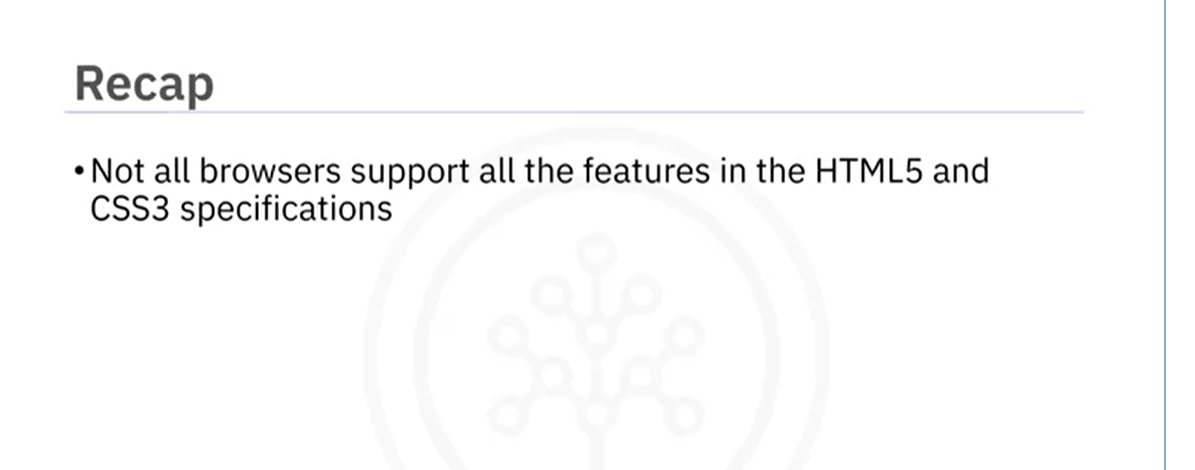 Recap
• Not all browsers support all the features in the HTML5 and
CSS3 specifications